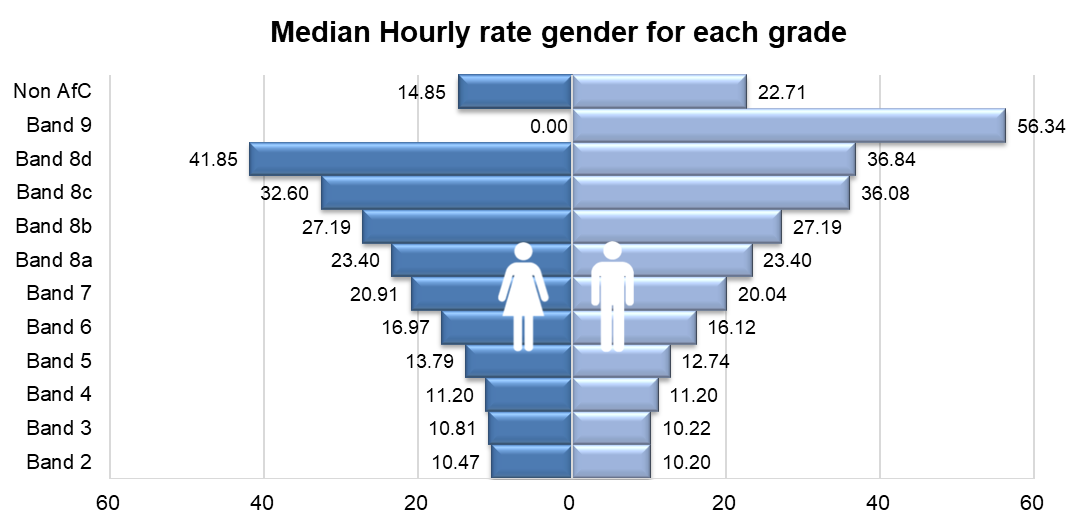 Median Hourly rate gender for each grade
Non AfC 14.85 22.71
Band 9 0.00 56.34
Band 8d 41.85 36.84
Band 8c 32.60 36.08
Band 8b 27.19 27.19
Band 8a 23.40 23.40
Band 7 20.91 20.04
Band 6 16.97 16.12
Band 5 13.79 12.74
Band 4 11.20 11.20
Band 3 10.81 10.22
Band 2 10.47 10.20
60 40 20 0 20 40 60